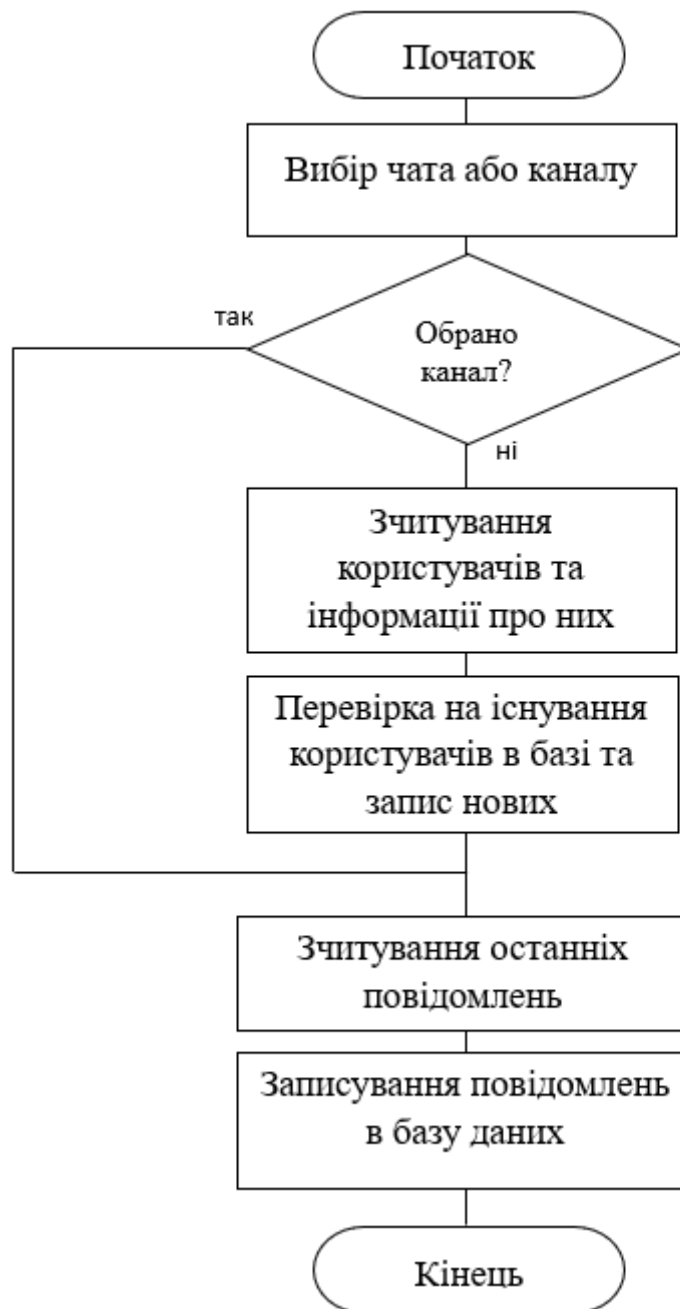 Початок
Вибір чата або каналу
так
Обрано
канал?
ні
Зчитування
користувачів та
інформації про них
Перевірка на існування
користувачів в базі та
запис нових
Зчитування останніх
повідомлень
Записування повідомлень
в базу даних
Кінець